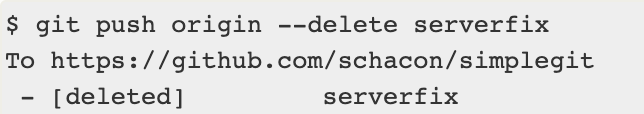 $ git push origin --delete serverfix
To https://github.com/schacon/simplegit
 - [deleted]         serverfix